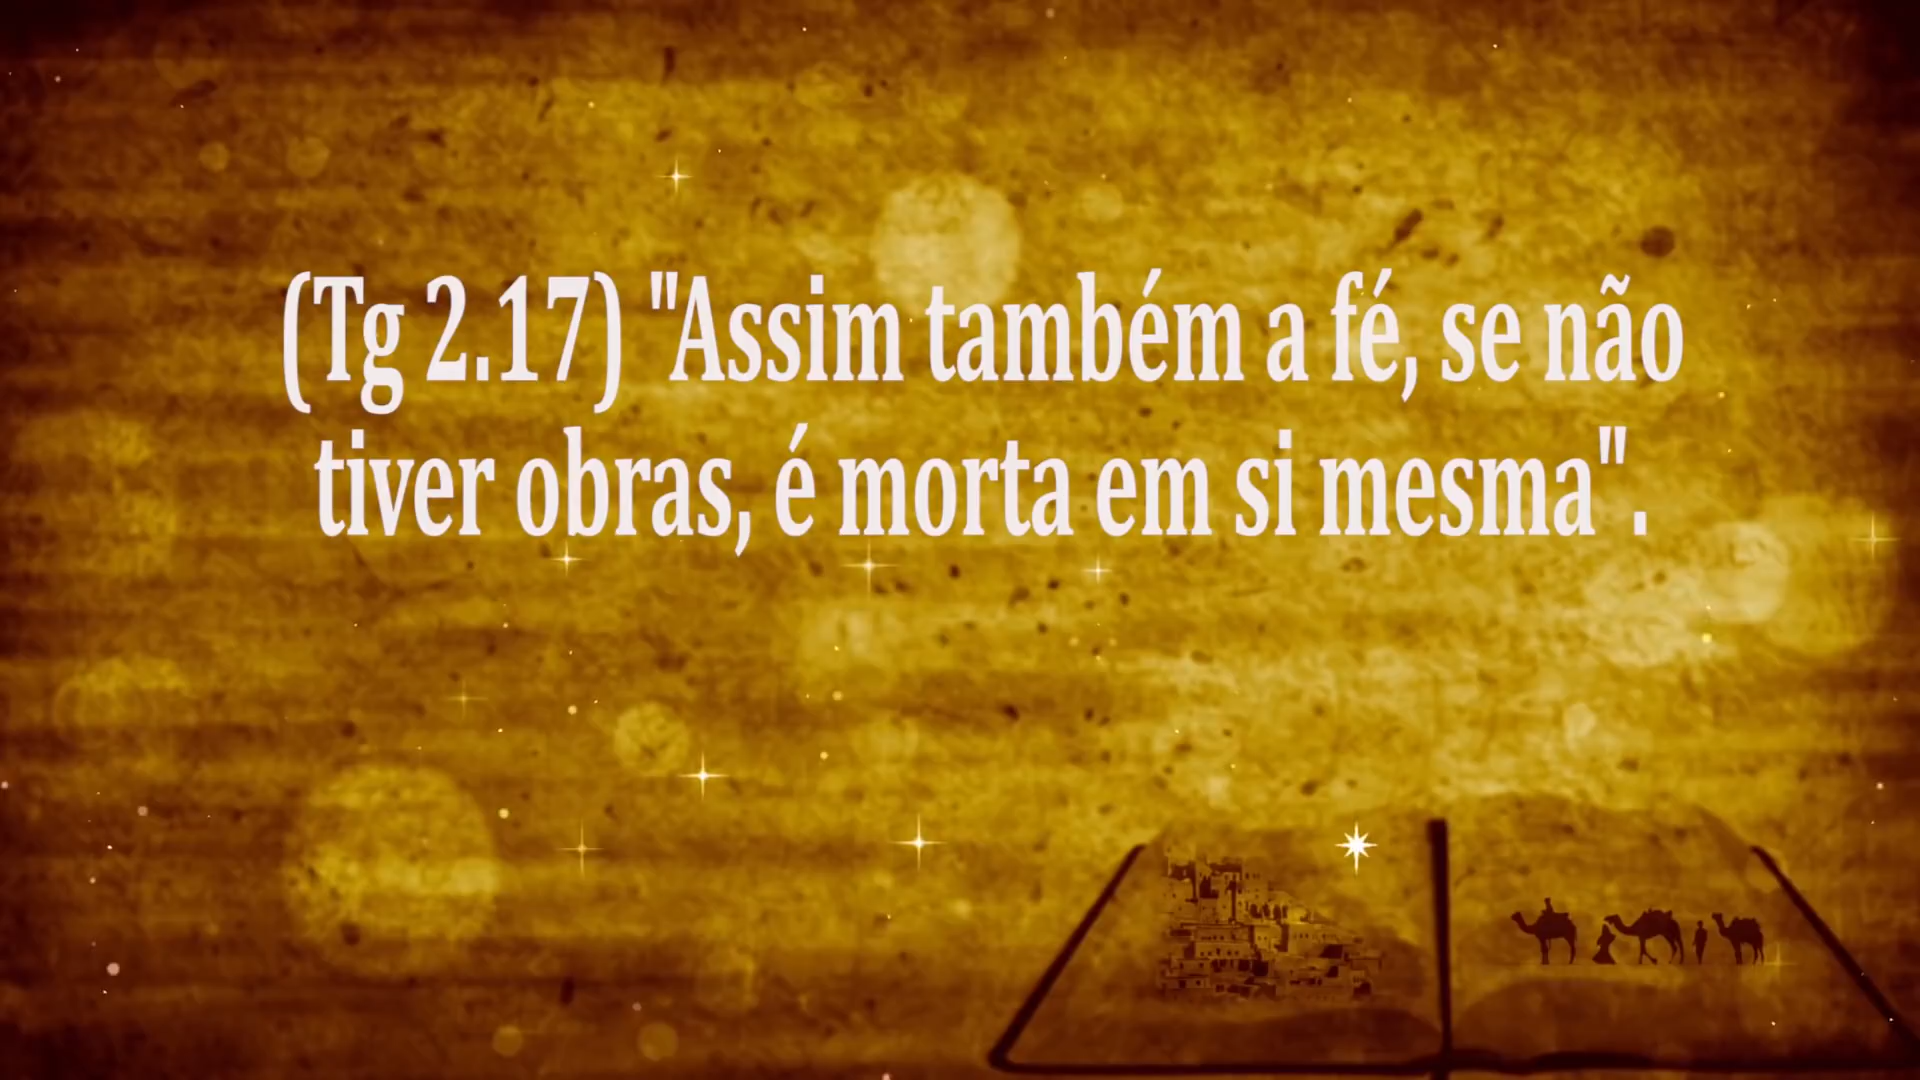 (Tg 2.17) "Assim também a fé, se não
tiver obras, é morta em si mesma".